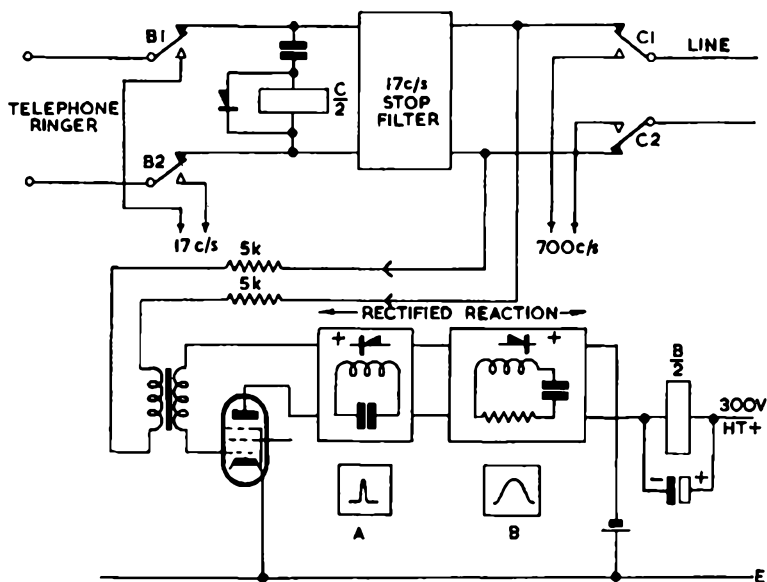 B1
C
2
17c/s
STOP
FILTER
C1
LINE
TELEPHONE
RINGER
B2
C2
17c/s
700c/s
5k
5k
← RECTIFIED REACTION →
+
+
B
2
300V
HT+
- +
A
B
E